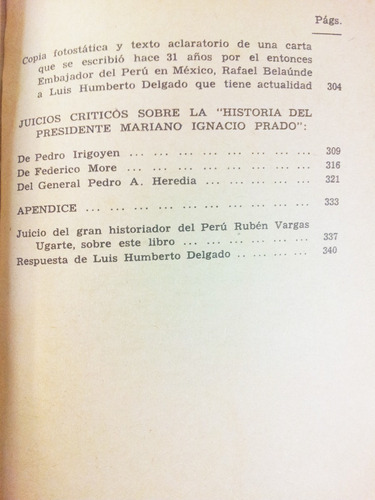 Págs.
Copia fotostática y texto aclaratorio de una carta
que se escribió hace 31 años por el entonces
Embajador del Perú en México, Rafael Belaúnde
a Luis Humberto Delgado que tiene actualidad 304
JUICIOS CRITICOS SOBRE LA "HISTORIA DEL
PRESIDENTE MARIANO IGNACIO PRADO":
De Pedro Irigoyen ... ... ... ... ... ... ... ... 309
De Federico More ... ... ... ... ... ... ... ... 316
Del General Pedro A. Heredia ... ... ... ... ... 321
APENDICE ... ... ... ... ... ... ... ... ... ... 333
Juicio del gran historiador del Perú Rubén Vargas
Ugarte, sobre este libro ... ... ... ... ... ... 337
Respuesta de Luis Humberto Delgado ... ... ... ... 340